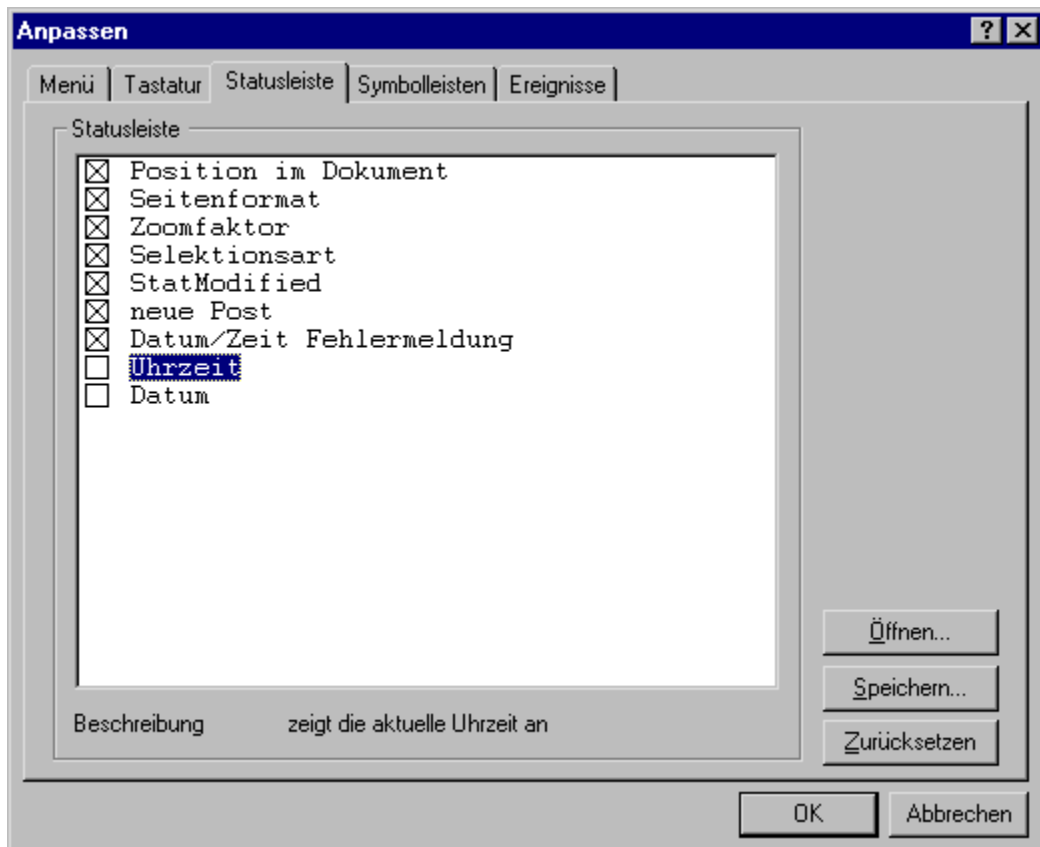 Anpassen
Menü Tastatur Statusleiste Symbolleisten Ereignisse
Statusleiste
Position im Dokument
Seitenformat
Zoomfaktor
Selektionsart
StatModified
neue Post
Datum/Zeit Fehlermeldung
Uhrzeit
Datum
Öffnen...
Speichern...
Beschreibung zeigt die aktuelle Uhrzeit an
Zurücksetzen
OK Abbrechen